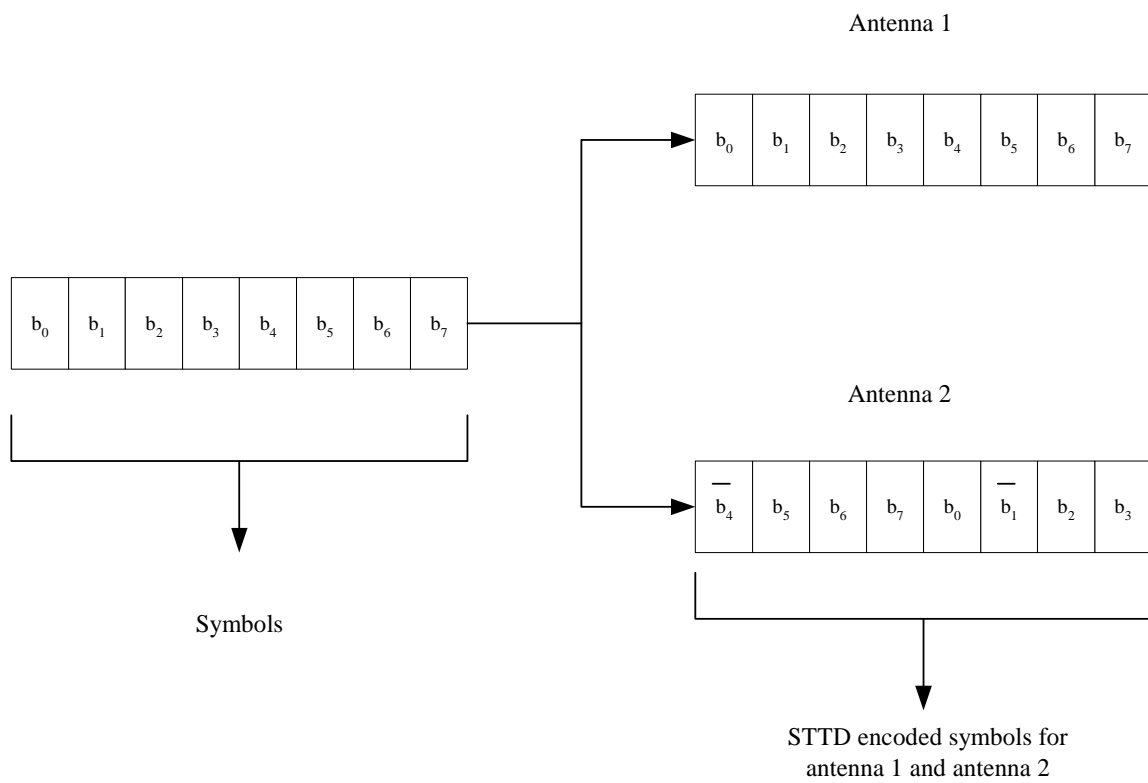 Antenna 1
b₀ b₁ b₂ b₃ b₄ b₅ b₆ b₇
b₀ b₁ b₂ b₃ b₄ b₅ b₆ b₇
Antenna 2
b̅₄ b₅ b₆ b₇ b₀ b̅₁ b₂ b₃
Symbols
STTD encoded symbols for
antenna 1 and antenna 2